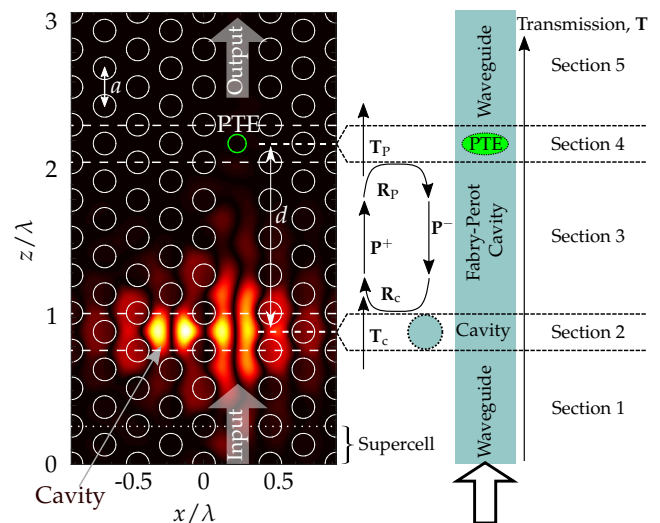 3
2
1
0
z/λ
-0.5
0
0.5
x/λ
a
Output
PTE
d
Input
Cavity
Supercell
T_P
R_P
P⁺
P⁻
R_c
T_c
Waveguide
PTE
Fabry-Perot
Cavity
Cavity
Waveguide
Transmission, T
Section 5
Section 4
Section 3
Section 2
Section 1